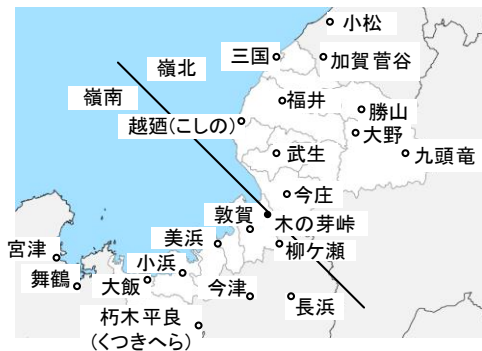 小松
三国
加賀菅谷
嶺北
嶺南
福井
勝山
越廼(こしの)
大野
武生
九頭竜
今庄
敦賀
木の芽峠
美浜
柳ケ瀬
宮津
小浜
舞鶴
大飯
今津
長浜
朽木平良
(くつきへら)